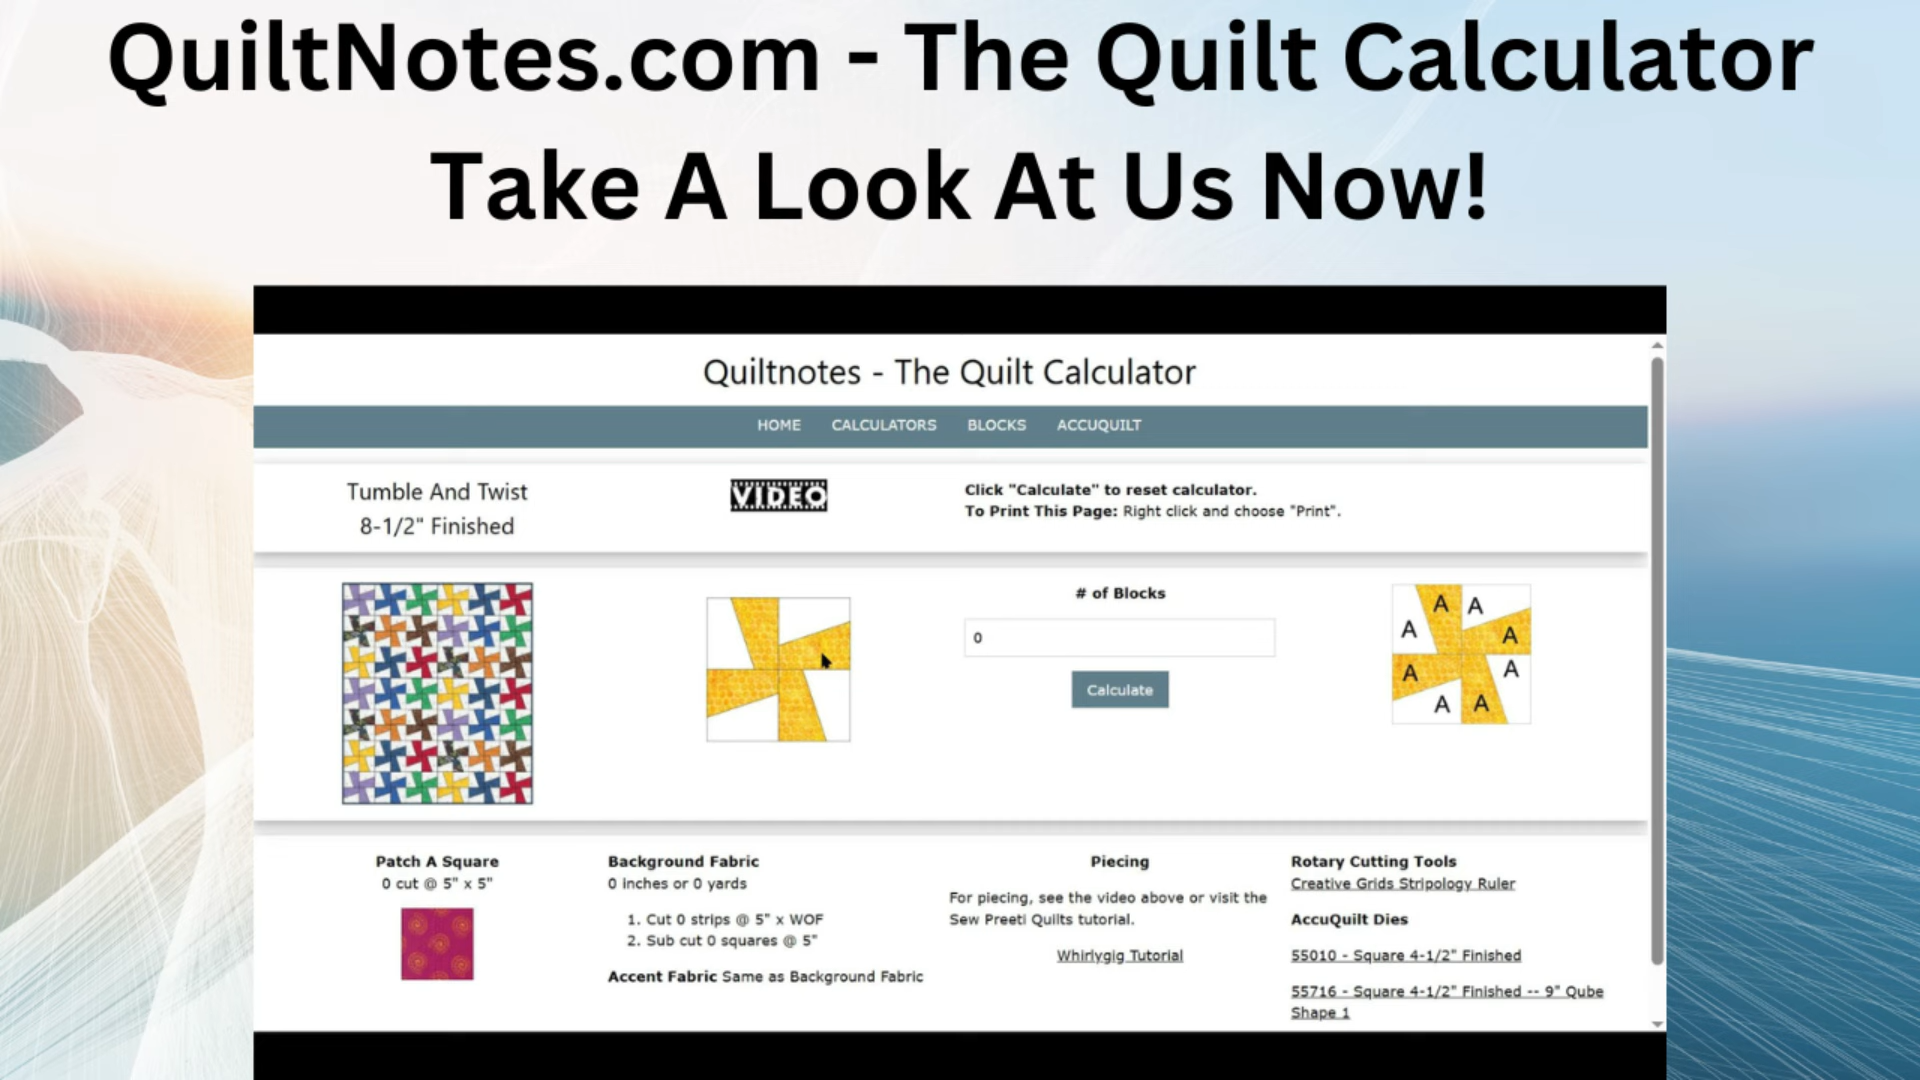 QuiltNotes.com - The Quilt Calculator
Take A Look At Us Now!
Quiltnotes - The Quilt Calculator
HOME CALCULATORS BLOCKS ACCUQUILT
Tumble And Twist
8-1/2" Finished
VIDEO
Click "Calculate" to reset calculator.
To Print This Page: Right click and choose "Print".
# of Blocks
0
Calculate
A A
A A
A A
A A
Patch A Square
0 cut @ 5" x 5"
Background Fabric
0 inches or 0 yards
1. Cut 0 strips @ 5" x WOF
2. Sub cut 0 squares @ 5"
Accent Fabric Same as Background Fabric
Piecing
For piecing, see the video above or visit the
Sew Preeti Quilts tutorial.
Whirlygig Tutorial
Rotary Cutting Tools
Creative Grids Stripology Ruler
AccuQuilt Dies
55010 - Square 4-1/2" Finished
55716 - Square 4-1/2" Finished -- 9" Qube
Shape 1